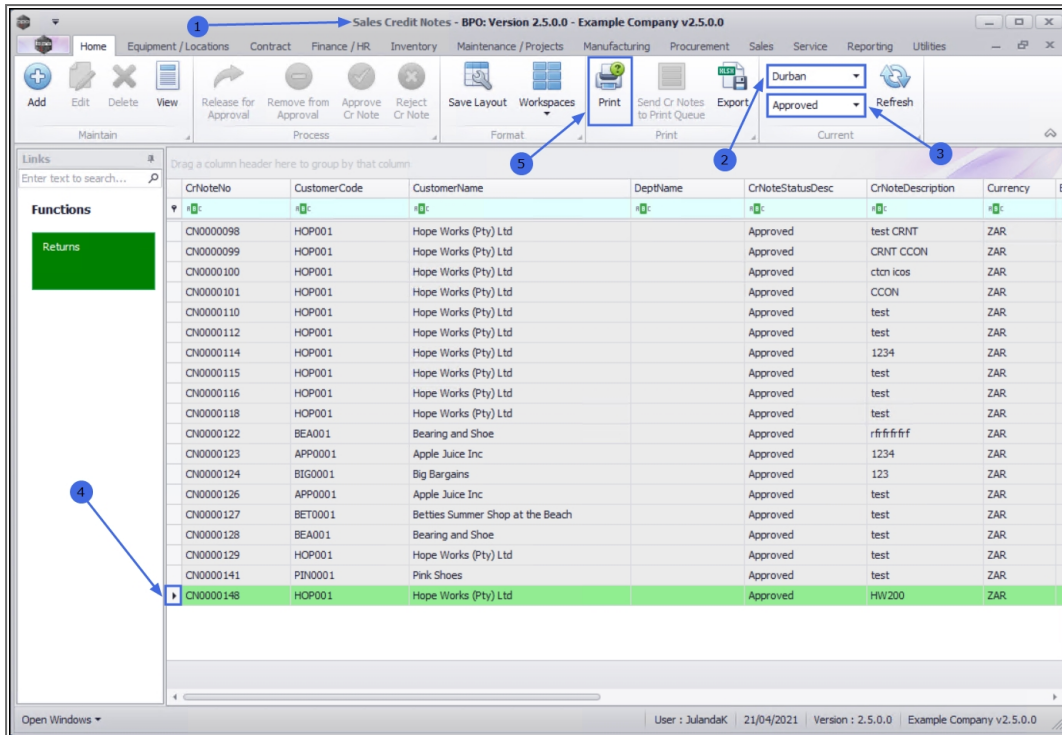 1
Sales Credit Notes - BPO: Version 2.5.0.0 - Example Company v2.5.0.0
Home Equipment / Locations Contract Finance / HR Inventory Maintenance / Projects Manufacturing Procurement Sales Service Reporting Utilities
Add Edit Delete View Release for Approval Remove from Approval Approve Cr Note Reject Cr Note Save Layout Workspaces Print Send Cr Notes to Print Queue Export Durban Approved Refresh
Maintain Process Format Print Current
5 2 3
Links
Enter text to search...
Functions
Returns
Drag a column header here to group by that column
CrNoteNo CustomerCode CustomerName DeptName CrNoteStatusDesc CrNoteDescription Currency
CN0000098 HOP001 Hope Works (Pty) Ltd Approved test CRNT ZAR
CN0000099 HOP001 Hope Works (Pty) Ltd Approved CRNT CCON ZAR
CN0000100 HOP001 Hope Works (Pty) Ltd Approved ctcn icos ZAR
CN0000101 HOP001 Hope Works (Pty) Ltd Approved CCON ZAR
CN0000110 HOP001 Hope Works (Pty) Ltd Approved test ZAR
CN0000112 HOP001 Hope Works (Pty) Ltd Approved test ZAR
CN0000114 HOP001 Hope Works (Pty) Ltd Approved 1234 ZAR
CN0000115 HOP001 Hope Works (Pty) Ltd Approved test ZAR
CN0000116 HOP001 Hope Works (Pty) Ltd Approved test ZAR
CN0000118 HOP001 Hope Works (Pty) Ltd Approved test ZAR
CN0000122 BEA001 Bearing and Shoe Approved rfrfrfrfrf ZAR
CN0000123 APP0001 Apple Juice Inc Approved 1234 ZAR
CN0000124 BIG0001 Big Bargains Approved 123 ZAR
CN0000126 APP0001 Apple Juice Inc Approved test ZAR
CN0000127 BET0001 Betties Summer Shop at the Beach Approved test ZAR
CN0000128 BEA001 Bearing and Shoe Approved test ZAR
CN0000129 HOP001 Hope Works (Pty) Ltd Approved test ZAR
CN0000141 PIN0001 Pink Shoes Approved test ZAR
CN0000148 HOP001 Hope Works (Pty) Ltd Approved HW200 ZAR
4
Open Windows User : JulandaK 21/04/2021 Version : 2.5.0.0 Example Company v2.5.0.0